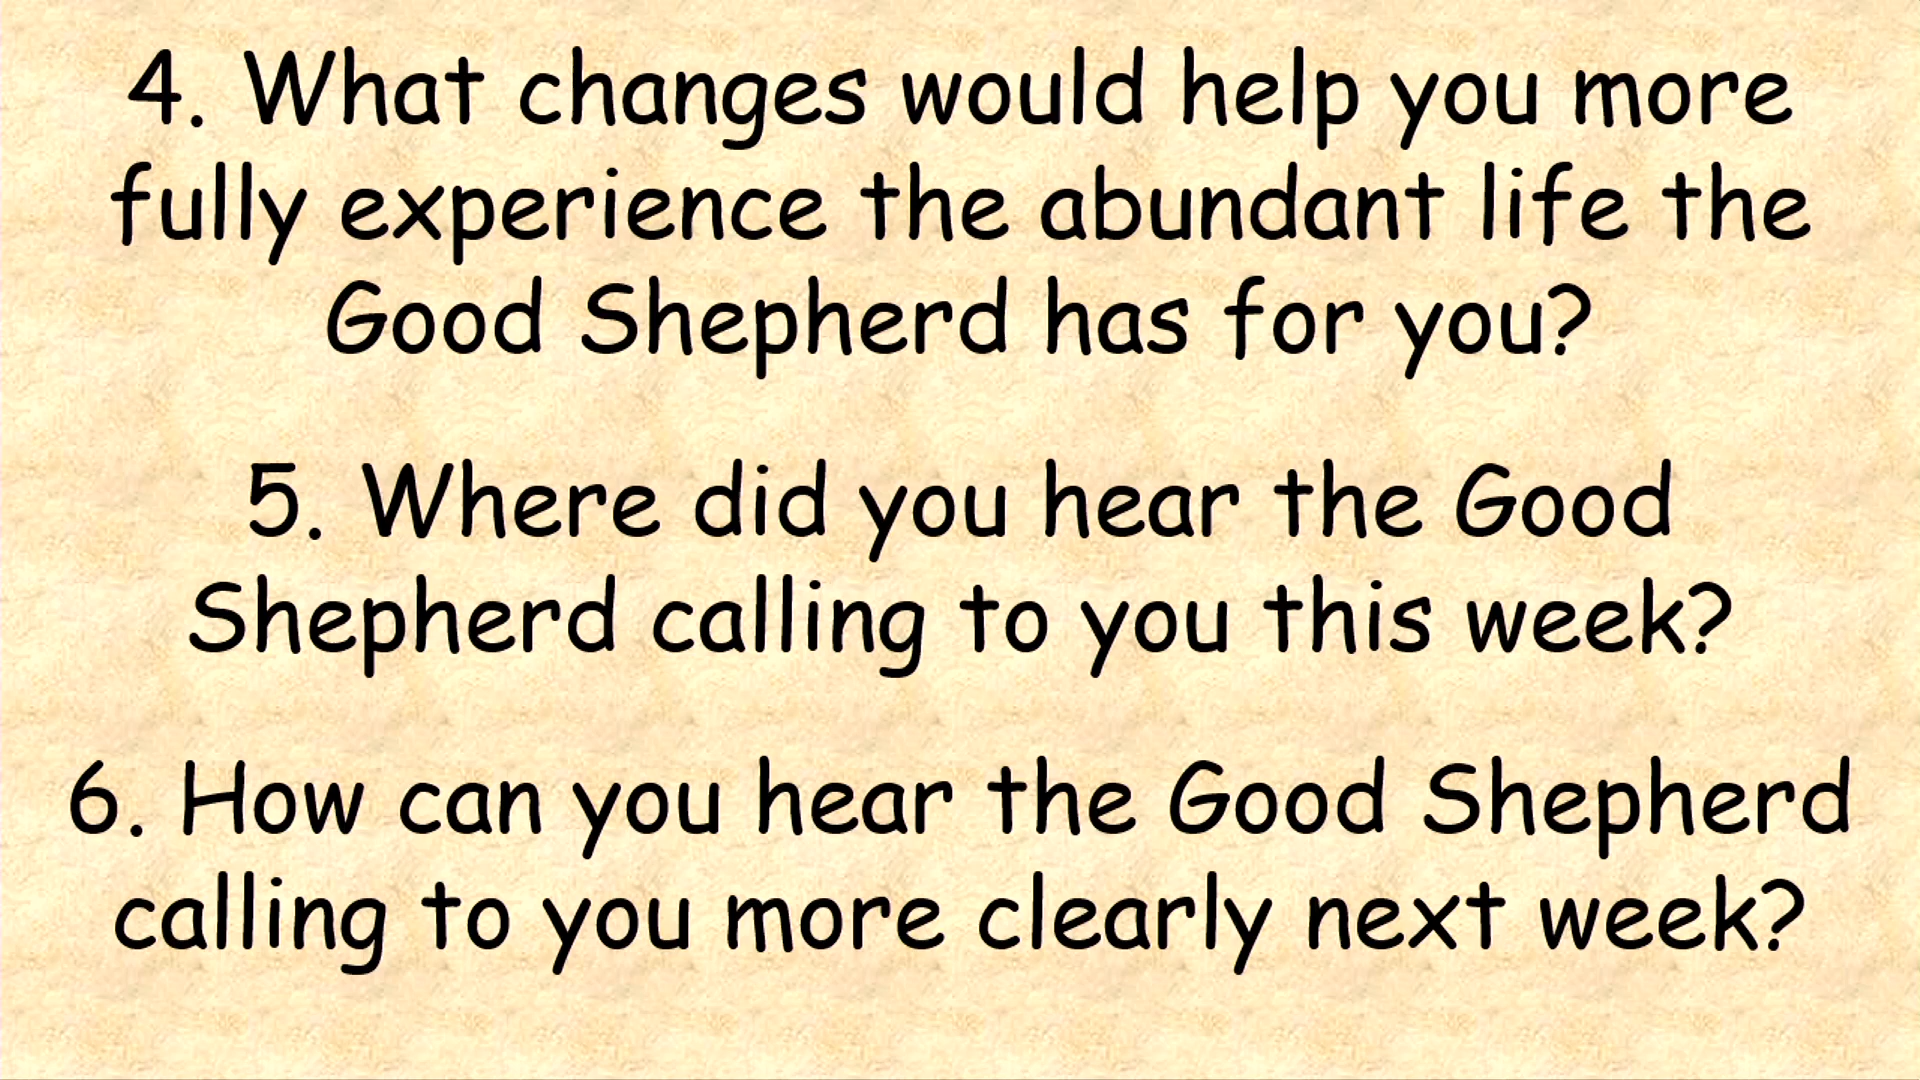 4. What changes would help you more
fully experience the abundant life the
Good Shepherd has for you?
5. Where did you hear the Good
Shepherd calling to you this week?
6. How can you hear the Good Shepherd
calling to you more clearly next week?